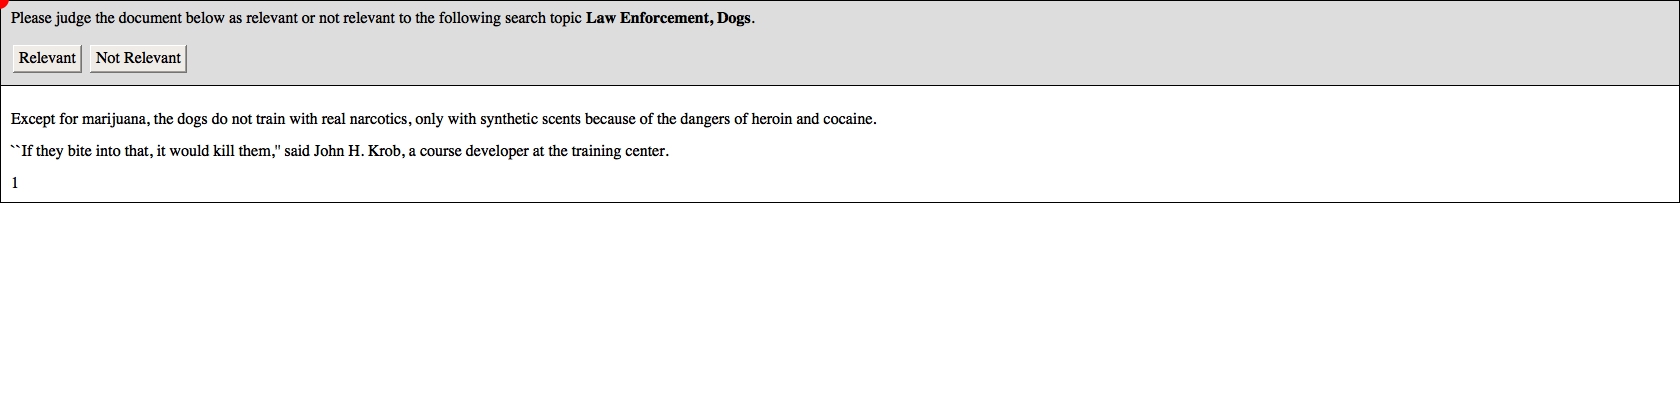 Please judge the document below as relevant or not relevant to the following search topic Law Enforcement, Dogs.
Relevant Not Relevant
Except for marijuana, the dogs do not train with real narcotics, only with synthetic scents because of the dangers of heroin and cocaine.
``If they bite into that, it would kill them,'' said John H. Krob, a course developer at the training center.
1